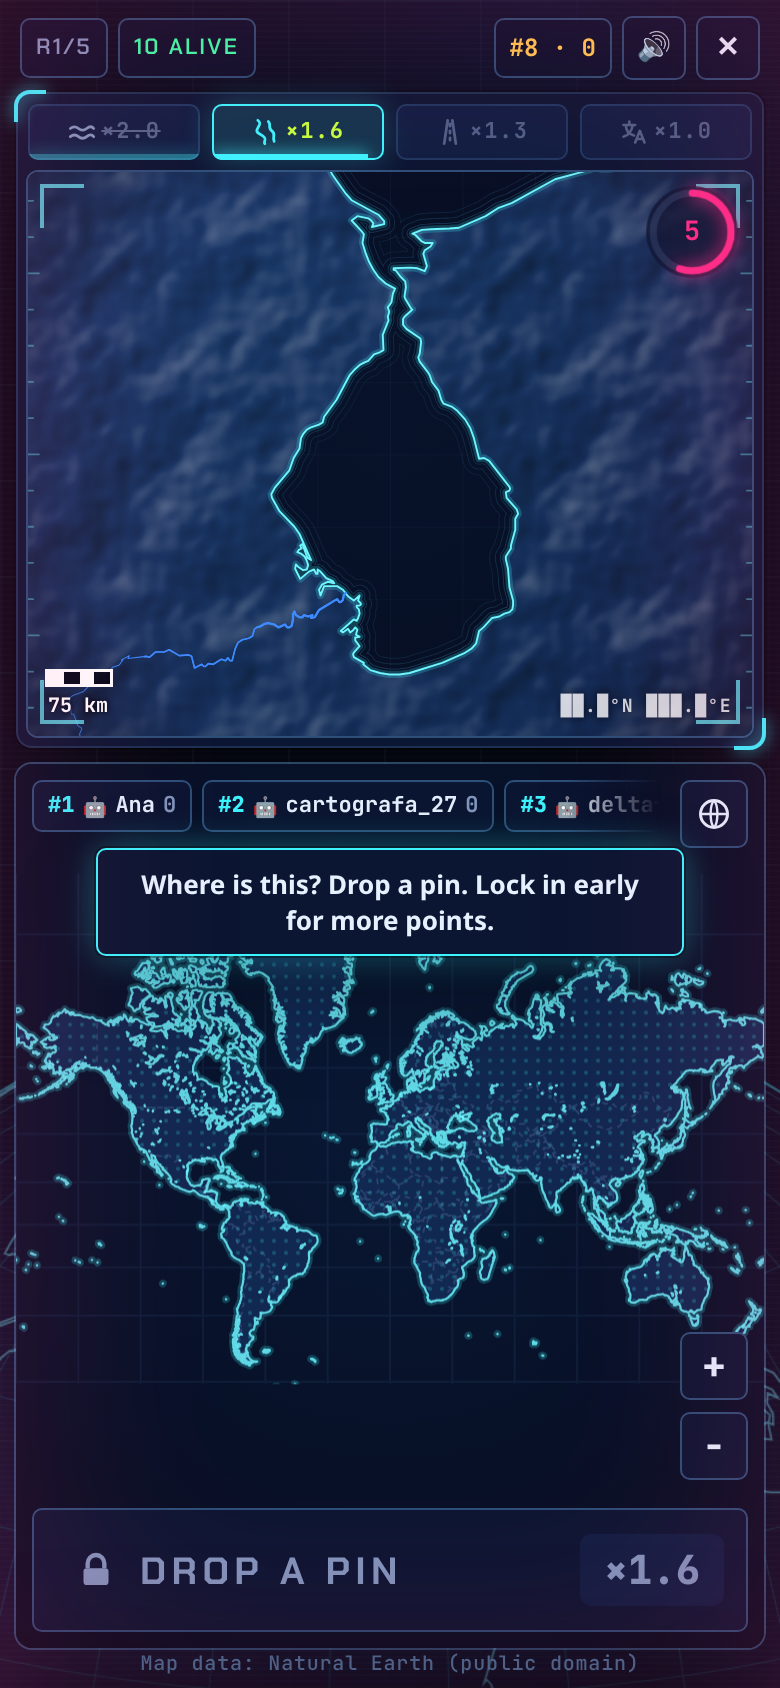 R1/5
10 ALIVE
#8 · 0
×2.0
×1.6
×1.3
文A ×1.0
5
75 km
██.█°N ███.█°E
#1 🤖 Ana 0
#2 🤖 cartografa_27 0
#3 🤖 delta
Where is this? Drop a pin. Lock in early
for more points.
+
-
DROP A PIN
×1.6
Map data: Natural Earth (public domain)